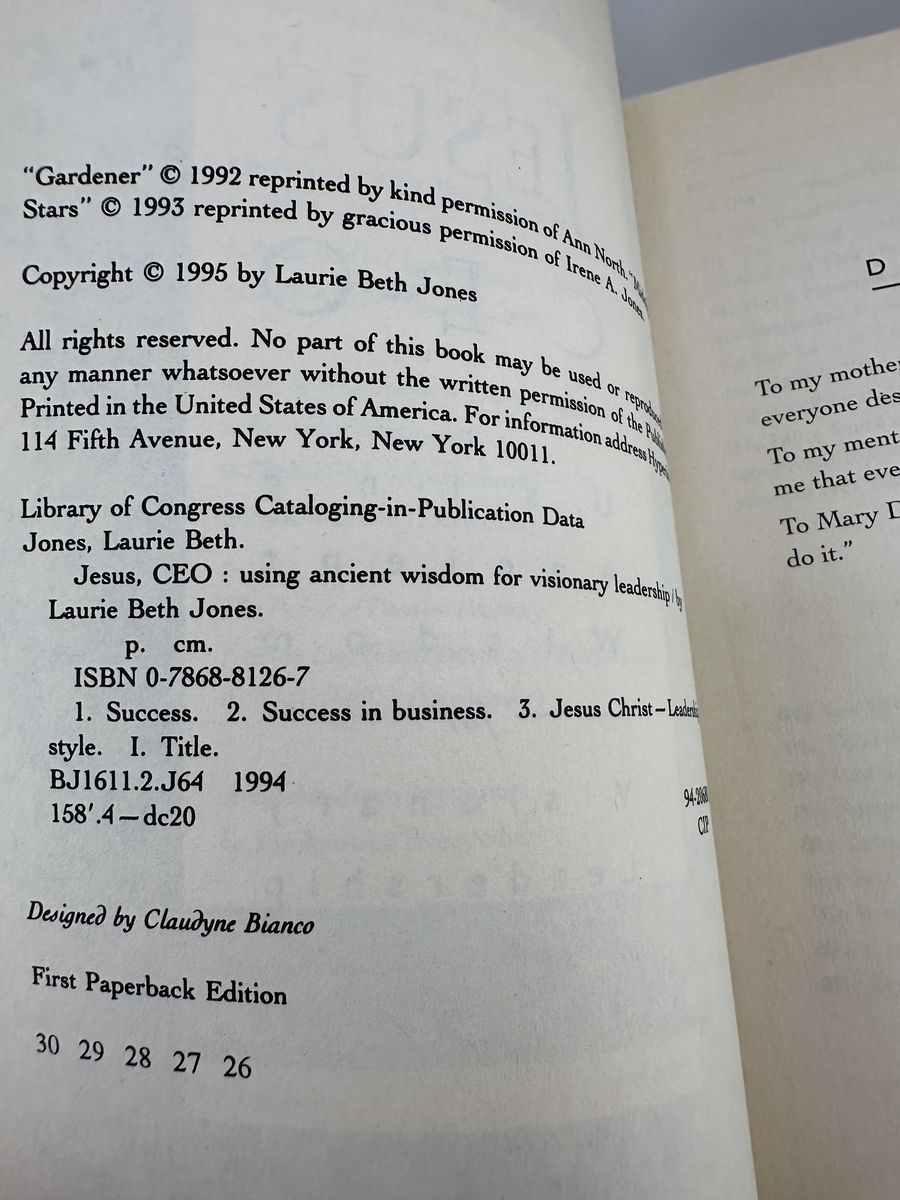 "Gardener" © 1992 reprinted by kind permission of Ann North.
Stars" © 1993 reprinted by gracious permission of Irene A. Jones.
Copyright © 1995 by Laurie Beth Jones
All rights reserved. No part of this book may be used or reproduced
any manner whatsoever without the written permission of the
Printed in the United States of America. For information address
114 Fifth Avenue, New York, New York 10011.
Library of Congress Cataloging-in-Publication Data
Jones, Laurie Beth.
Jesus, CEO : using ancient wisdom for visionary leadership / by
Laurie Beth Jones.
p. cm.
ISBN 0-7868-8126-7
1. Success. 2. Success in business. 3. Jesus Christ—Leadership
style. I. Title.
BJ1611.2.J64 1994
158'.4—dc20
CIP
Designed by Claudyne Bianco
First Paperback Edition
30 29 28 27 26
D
To my mother
everyone des
To my ment
me that eve
To Mary D
do it."